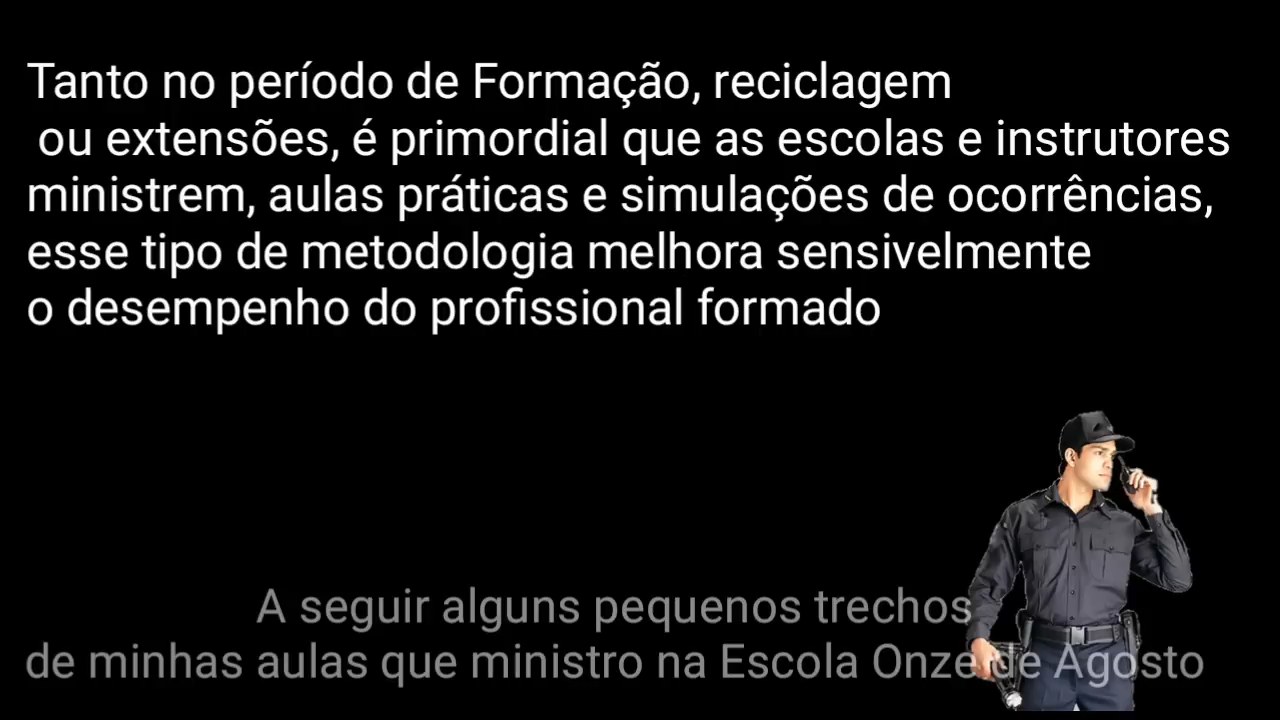 Tanto no período de Formação, reciclagem
ou extensões, é primordial que as escolas e instrutores
ministrem, aulas práticas e simulações de ocorrências,
esse tipo de metodologia melhora sensivelmente
o desempenho do profissional formado
A seguir alguns pequenos trechos
de minhas aulas que ministro na Escola Onze de Agosto